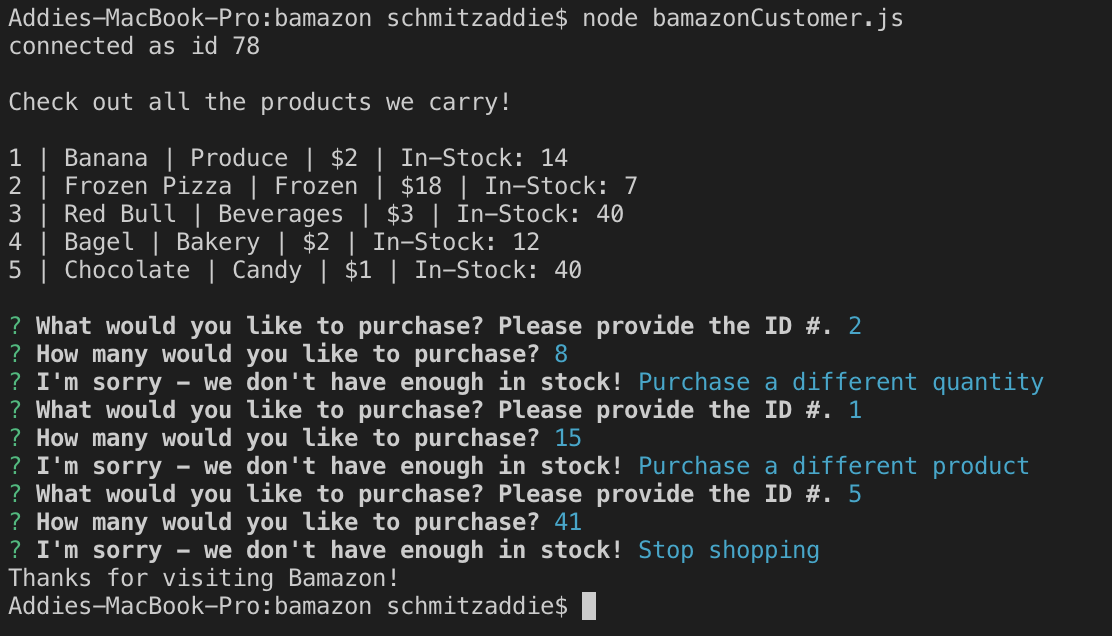 Addies-MacBook-Pro:bamazon schmitzaddie$ node bamazonCustomer.js
connected as id 78
Check out all the products we carry!
1 | Banana | Produce | $2 | In-Stock: 14
2 | Frozen Pizza | Frozen | $18 | In-Stock: 7
3 | Red Bull | Beverages | $3 | In-Stock: 40
4 | Bagel | Bakery | $2 | In-Stock: 12
5 | Chocolate | Candy | $1 | In-Stock: 40
? What would you like to purchase? Please provide the ID #. 2
? How many would you like to purchase? 8
? I'm sorry - we don't have enough in stock! Purchase a different quantity
? What would you like to purchase? Please provide the ID #. 1
? How many would you like to purchase? 15
? I'm sorry - we don't have enough in stock! Purchase a different product
? What would you like to purchase? Please provide the ID #. 5
? How many would you like to purchase? 41
? I'm sorry - we don't have enough in stock! Stop shopping
Thanks for visiting Bamazon!
Addies-MacBook-Pro:bamazon schmitzaddie$